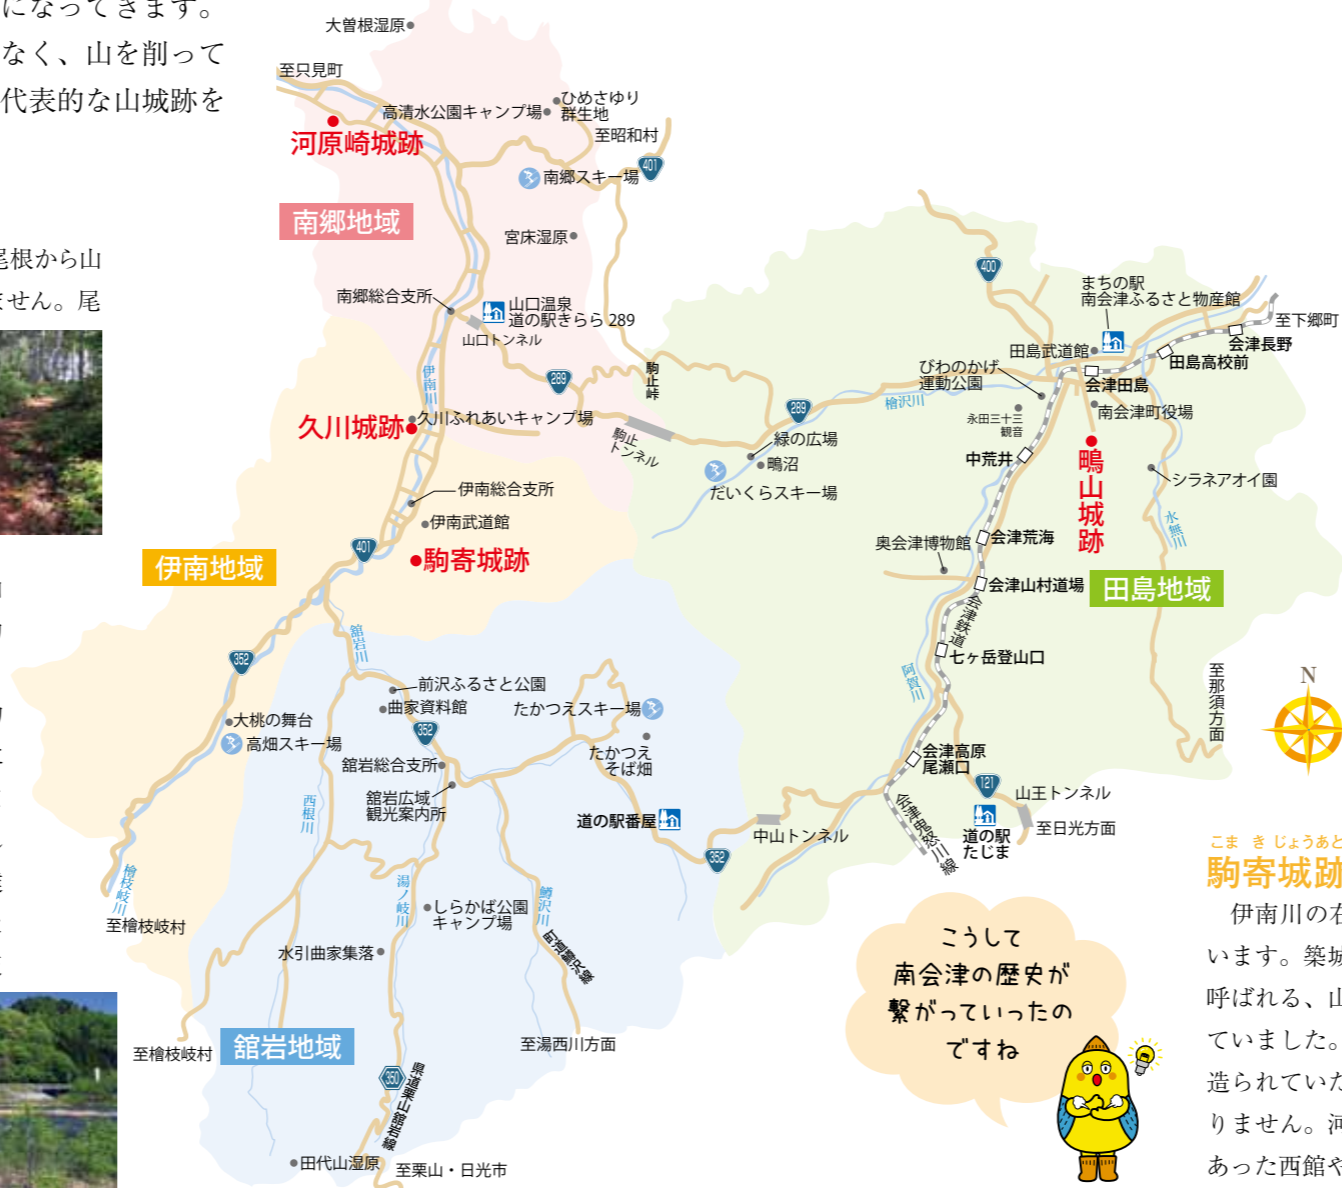 になってきます。
なく、山を削って
代表的な山城跡を
尾根から山
ません。尾
大曽根湿原
至只見町
高清水公園キャンプ場
ひめさゆり
群生地
至昭和村
河原崎城跡
401
南郷スキー場
南郷地域
宮床湿原
南郷総合支所
山口温泉
道の駅きらら 289
山口トンネル
伊南川
289
駒止峠
久川城跡
久川ふれあいキャンプ場
駒止
トンネル
伊南総合支所
伊南武道館
401
駒寄城跡
伊南地域
400
まちの駅
南会津ふるさと物産館
至下郷町
会津長野
田島武道館
田島高校前
びわのかげ
運動公園
会津田島
289
檜沢川
永田三十三
観音
南会津町役場
緑の広場
鴫沼
中荒井
鴫山城跡
シラネアオイ園
だいくらスキー場
水無川
奥会津博物館
会津荒海
会津山村道場
田島地域
会津鉄道
七ヶ岳登山口
阿賀川
至那須方面
N
会津高原
尾瀬口
121
山王トンネル
至日光方面
道の駅
たじま
会津鬼怒川線
中山トンネル
352
舘岩川
352
前沢ふるさと公園
曲家資料館
たかつえスキー場
大桃の舞台
高畑スキー場
352
たかつえ
そば畑
舘岩総合支所
舘岩広域
観光案内所
道の駅番屋
西根川
檜枝岐川
至檜枝岐村
湯ノ岐川
しらかば公園
キャンプ場
鱒沢川
町道鱒沢線
水引曲家集落
至檜枝岐村
舘岩地域
至湯西川方面
350
県道栗山舘岩線
田代山湿原
至栗山・日光市
こうして
南会津の歴史が
繋がっていったの
ですね
こま き じょうあと
駒寄城跡
伊南川の右
います。築城
呼ばれる、山
ていました。
造られていた
りません。河
あった西館や